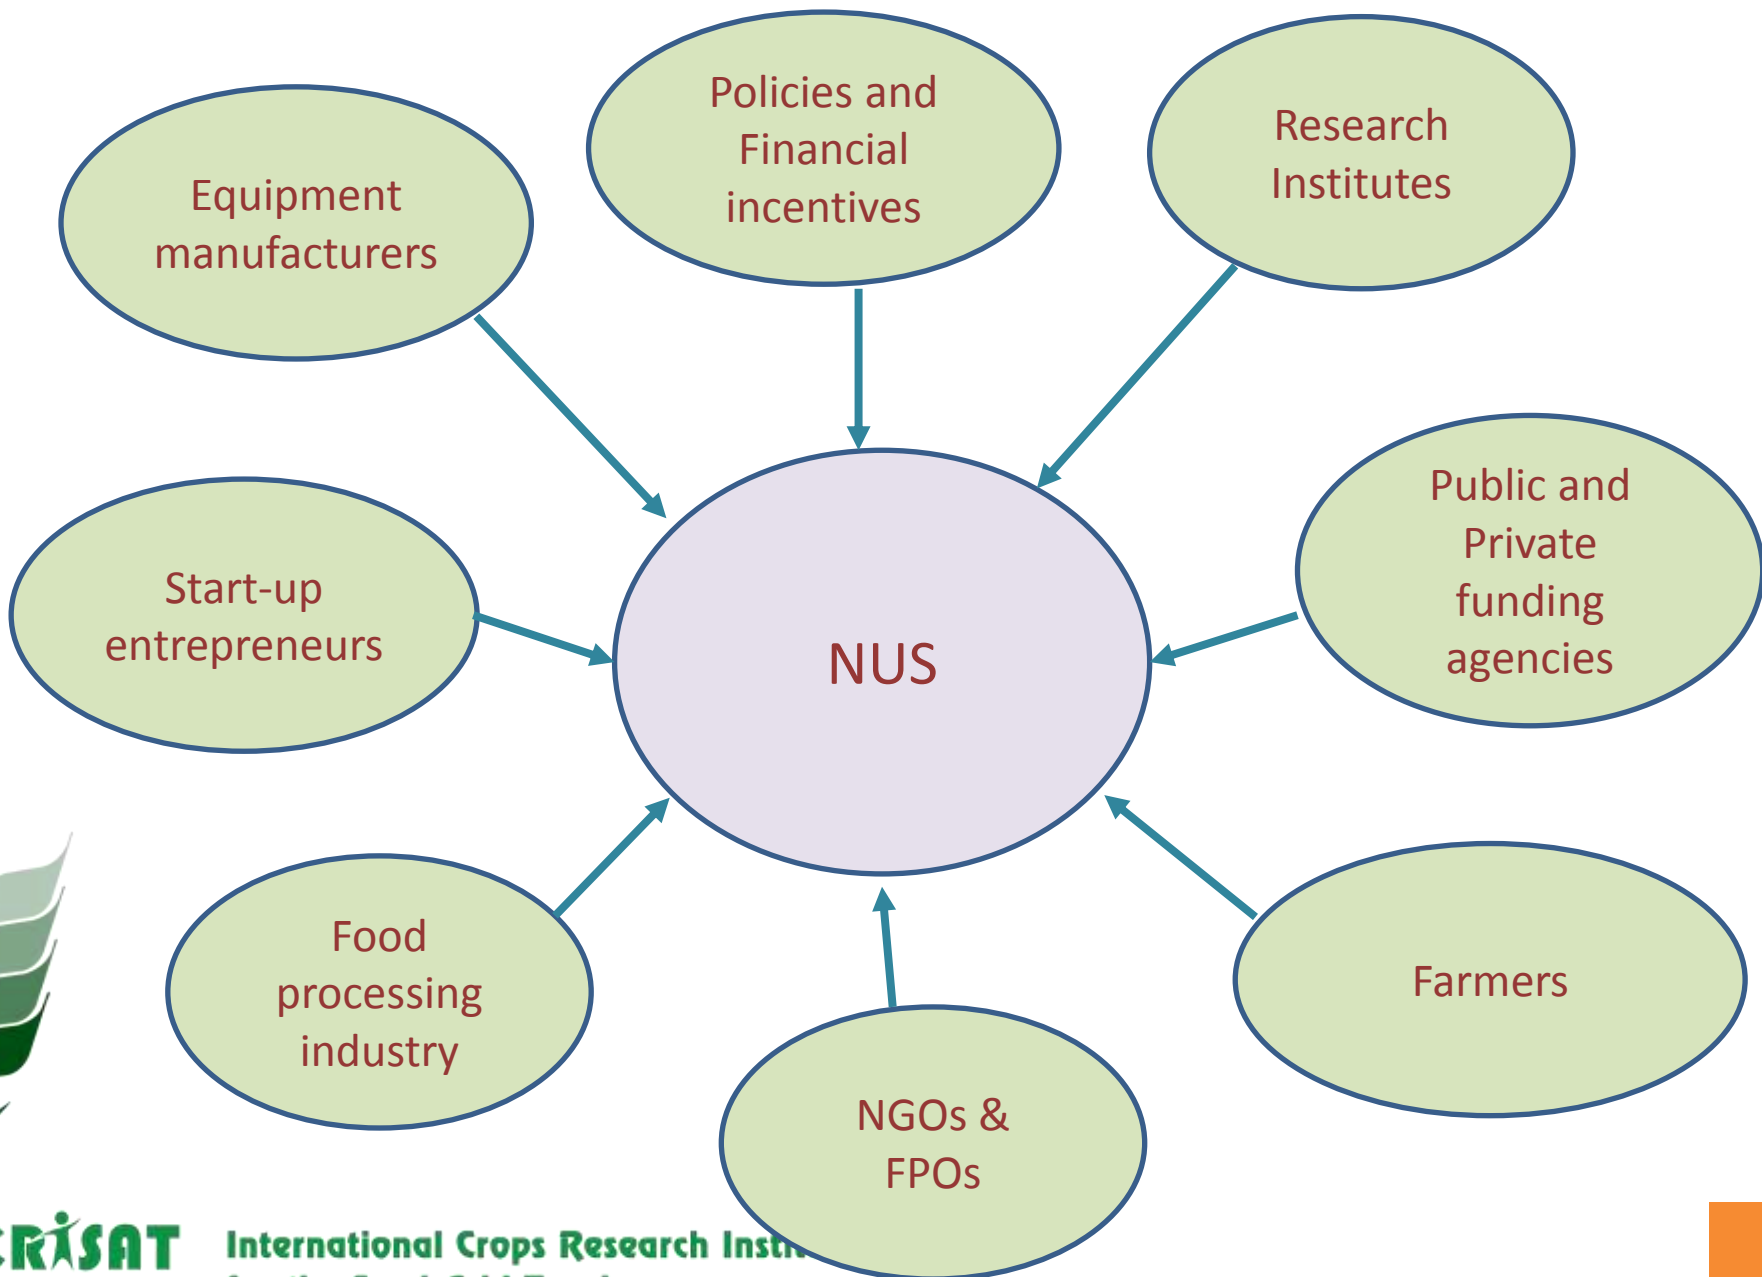 Policies and
Financial
incentives
Research
Institutes
Equipment
manufacturers
Public and
Private
funding
agencies
Start-up
entrepreneurs
NUS
Food
processing
industry
Farmers
NGOs &
FPOs
CRISAT
International Crops Research